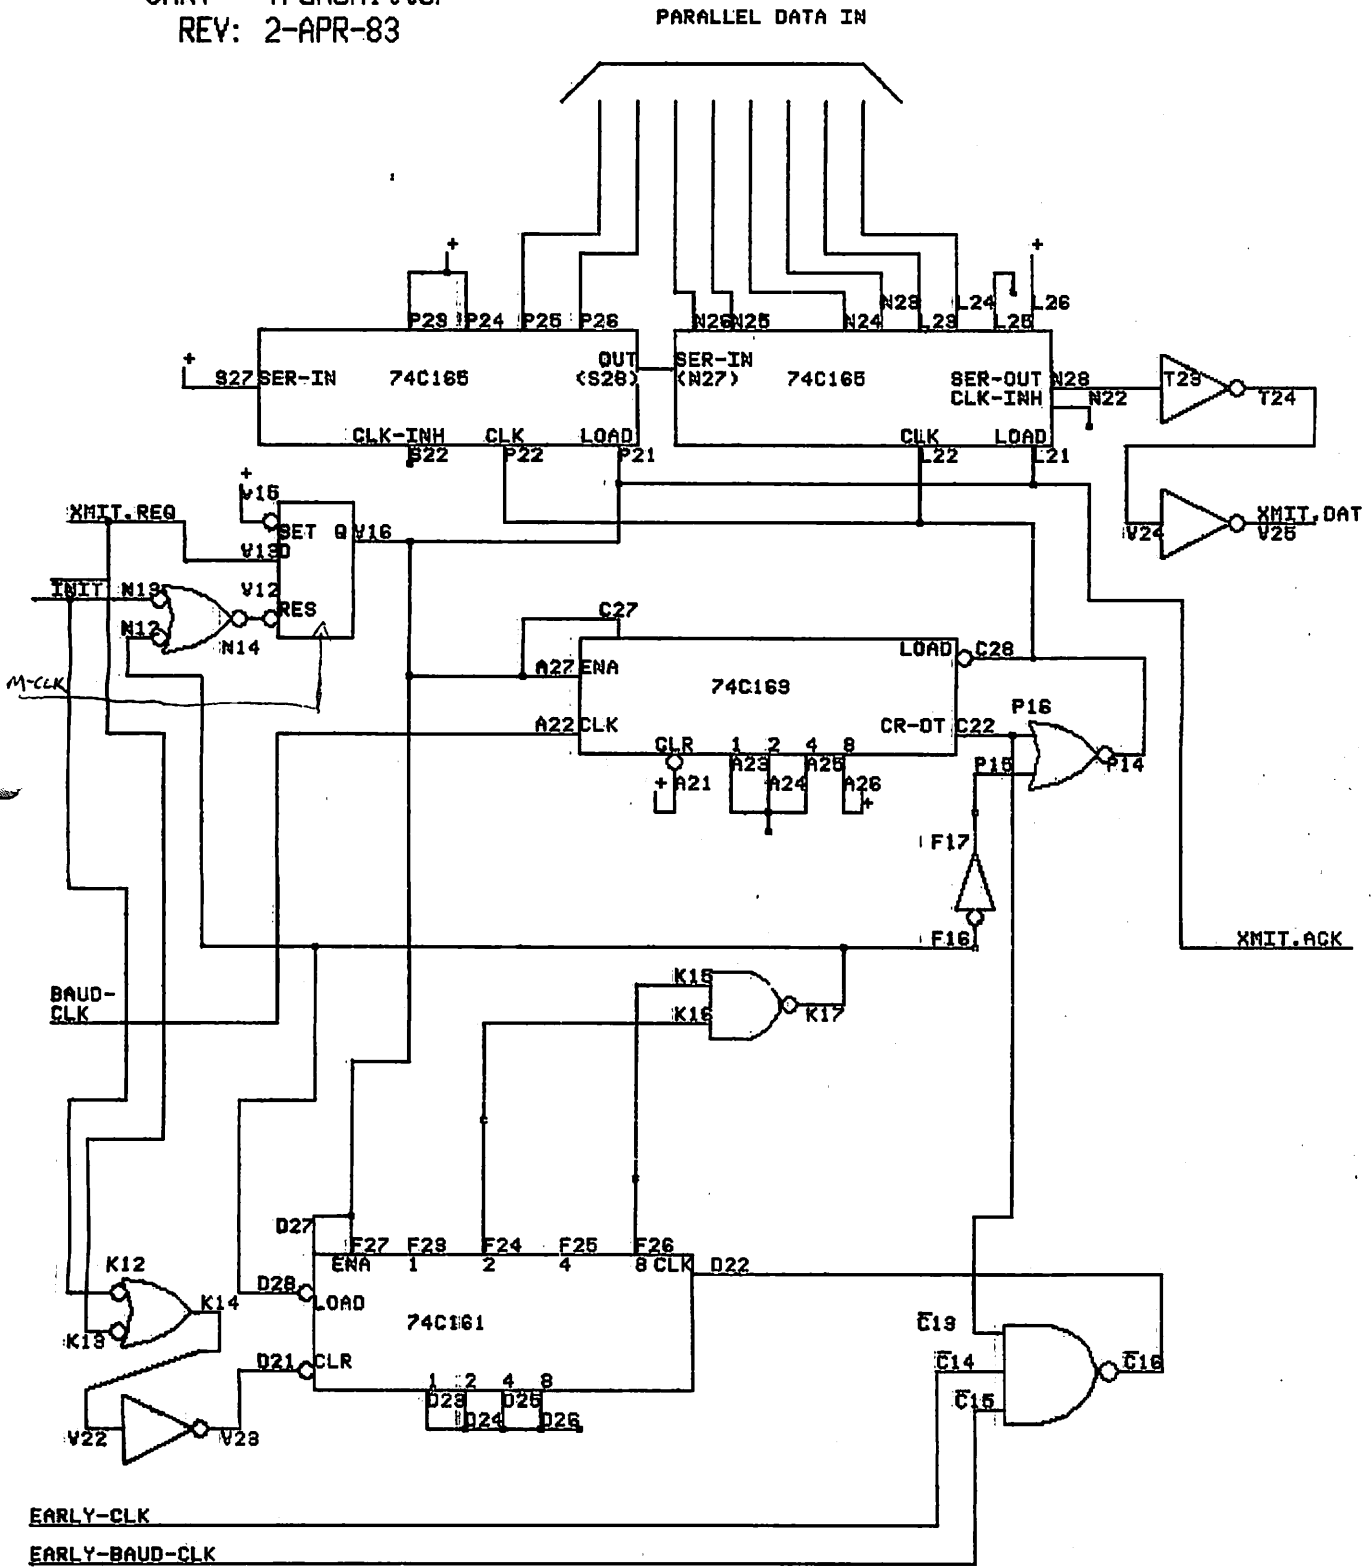 REV: 2-APR-83
PARALLEL DATA IN
+
+
P23 P24 P25 P26 N26 N25 N24 N23 L23 L24 L25 L26
+
S27 SER-IN 74C165 OUT (S28)
SER-IN (N27) 74C165 SER-OUT N28
CLK-INH N22
T23 T24
CLK-INH CLK LOAD
CLK LOAD
S22 P22 P21 L22 L21
+
V15
XMIT.REQ
SET Q V16
V13 D
V24 XMIT.DAT
V25
INIT N13
V12
RES
N12 N14
C27
LOAD C28
A27 ENA
74C163
M-CLK
A22 CLK
CR-OT C22
P16
CLR 1 2 4 8
P15 P14
+ A21 A23 A24 A25 A26 +
F17
F16
XMIT.ACK
BAUD-
CLK
K15
K16 K17
D27
F27 F23 F24 F25 F26
ENA 1 2 4 8 CLK D22
K12
D28 LOAD
K14
74C161
K13
C13
C14 C16
D21 CLR
C15
1 2 4 8
D23 D24 D25 D26
V22 V23
EARLY-CLK
EARLY-BAUD-CLK